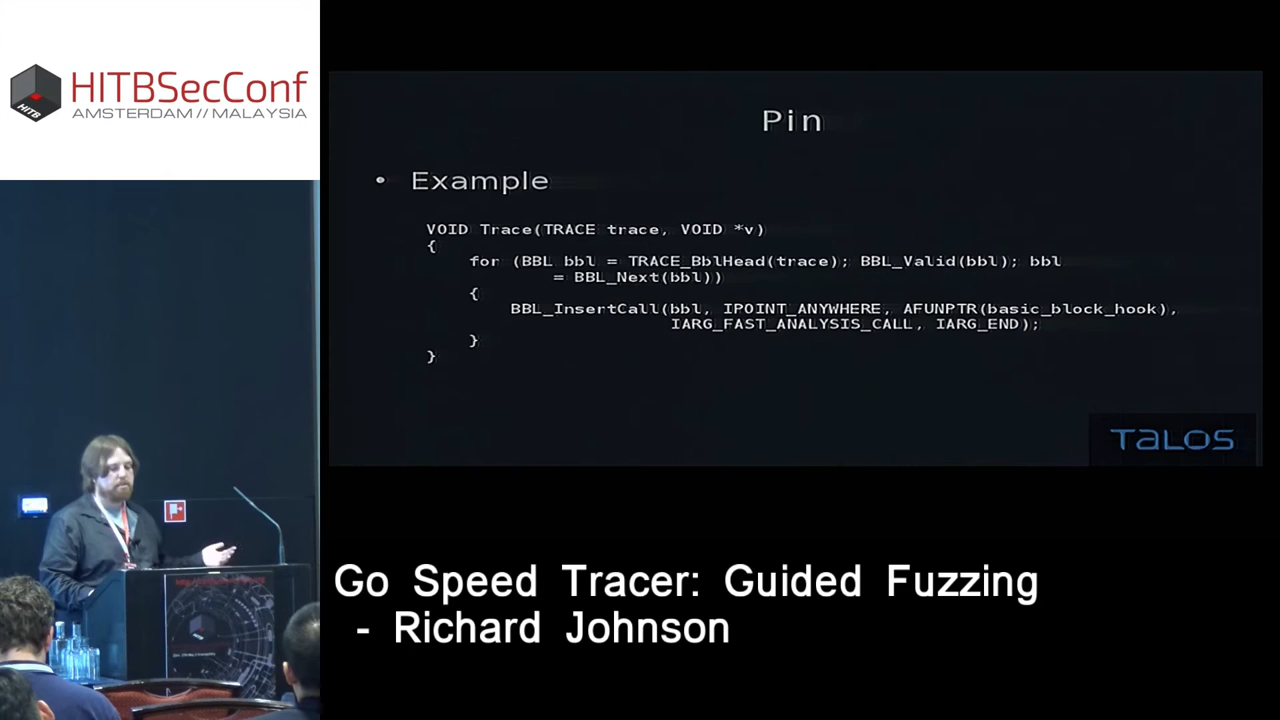 HITBSecConf
AMSTERDAM // MALAYSIA
HITB
Pin
• Example
VOID Trace(TRACE trace, VOID *v)
{
for (BBL bbl = TRACE_BblHead(trace); BBL_Valid(bbl); bbl
= BBL_Next(bbl))
{
BBL_InsertCall(bbl, IPOINT_ANYWHERE, AFUNPTR(basic_block_hook),
IARG_FAST_ANALYSIS_CALL, IARG_END);
}
}
TALOS
Go Speed Tracer: Guided Fuzzing
- Richard Johnson